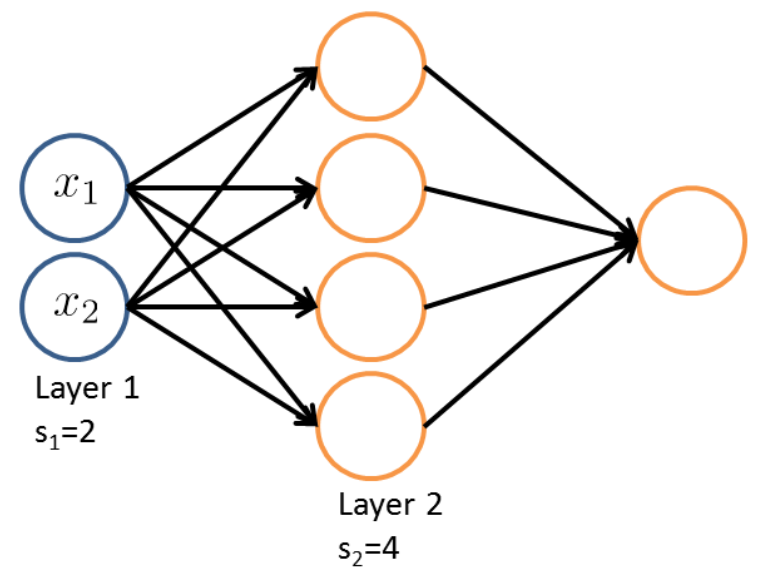 x₁
x₂
Layer 1
s₁=2
Layer 2
s₂=4